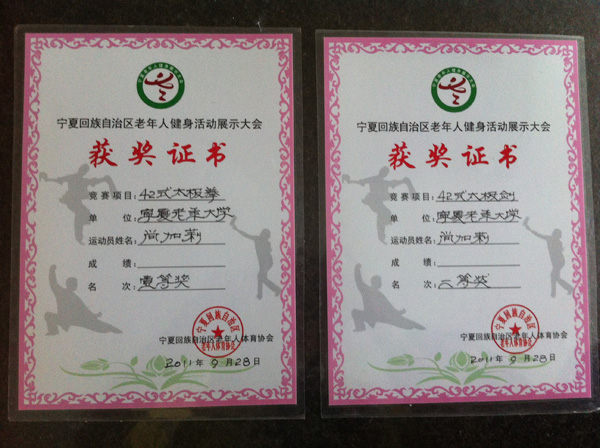 宁夏回族自治区老年人健身活动展示大会
获奖证书
竞赛项目:42式太极拳
单 位:宁夏老年大学
运动员姓名:尚加莉
成 绩:
名 次:壹等奖
宁夏回族自治区老年人体育协会
2011年 9月28日
宁夏回族自治区老年人健身活动展示大会
获奖证书
竞赛项目:42式太极剑
单 位:宁夏老年大学
运动员姓名:尚加莉
成 绩:
名 次:二等奖
宁夏回族自治区老年人体育协会
2011年 9月28日